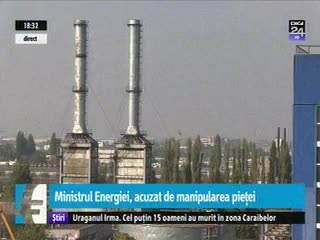 18:32
direct
DIGI 24
HD
Ministrul Energiei, acuzat de manipularea pieței
Știri Uraganul Irma. Cel puțin 15 oameni au murit în zona Caraibelor